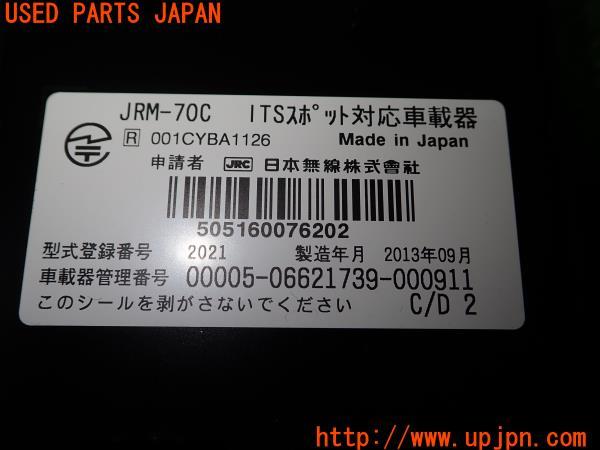 USED PARTS JAPAN
JRM-70C ITSスポット対応車載器
R 001CYBA1126 Made in Japan
申請者 JRC 日本無線株式會社
505160076202
型式登録番号 2021 製造年月 2013年09月
車載器管理番号 00005-06621739-000911
このシールを剥がさないでください C/D 2
http://www.upjpn.com